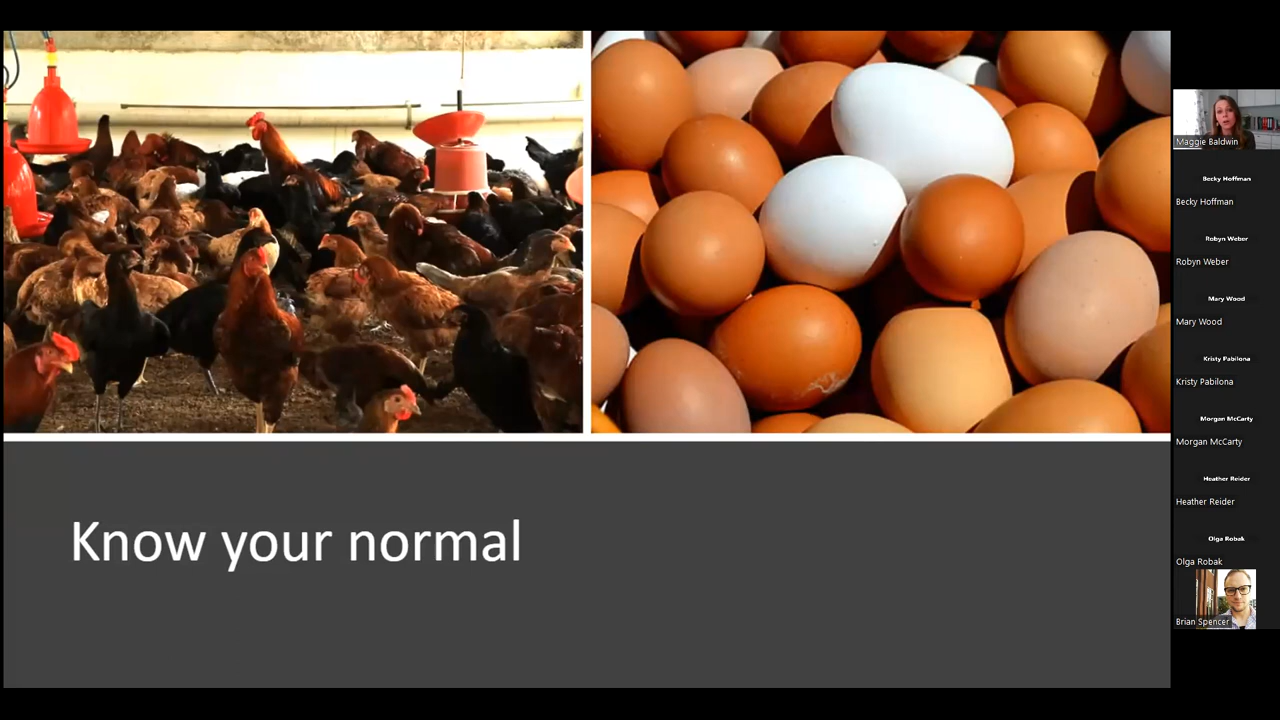 Know your normal
Maggie Baldwin
Becky Hoffman
Becky Hoffman
Robyn Weber
Robyn Weber
Mary Wood
Mary Wood
Kristy Pabilona
Kristy Pabilona
Morgan McCarty
Morgan McCarty
Heather Reider
Heather Reider
Olga Robak
Olga Robak
Brian Spencer